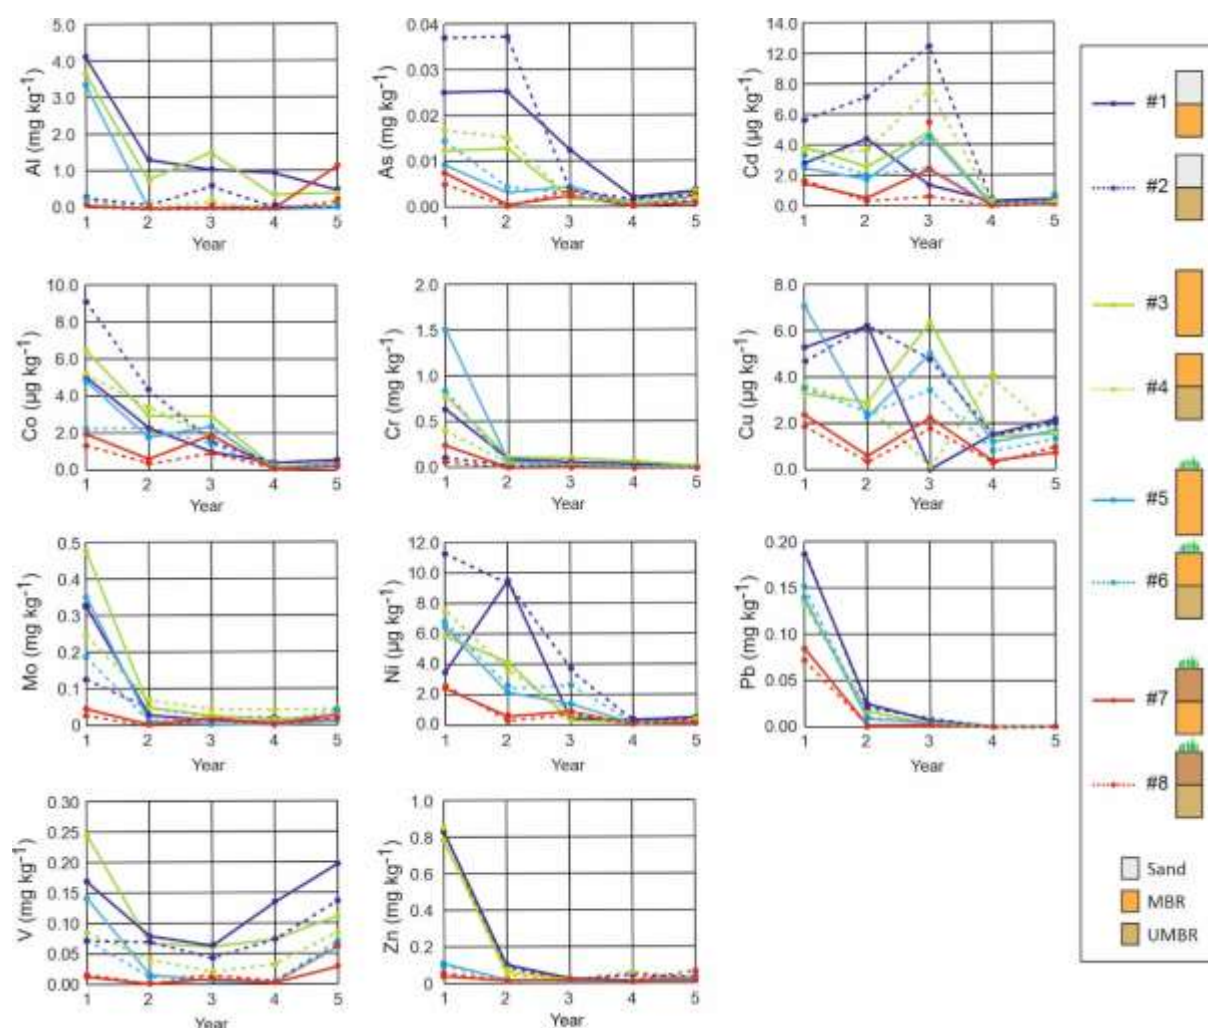 5.0
4.0
3.0
2.0
1.0
0.0
Al (mg kg⁻¹)
1 2 3 4 5
Year
0.04
0.03
0.02
0.01
0.00
As (mg kg⁻¹)
1 2 3 4 5
Year
14.0
12.0
10.0
8.0
6.0
4.0
2.0
0.0
Cd (µg kg⁻¹)
1 2 3 4 5
Year
10.0
8.0
6.0
4.0
2.0
0.0
Co (µg kg⁻¹)
1 2 3 4 5
Year
2.0
1.5
1.0
0.5
0.0
Cr (mg kg⁻¹)
1 2 3 4 5
Year
8.0
6.0
4.0
2.0
0.0
Cu (µg kg⁻¹)
1 2 3 4 5
Year
0.5
0.4
0.3
0.2
0.1
0
Mo (mg kg⁻¹)
1 2 3 4 5
Year
12.0
10.0
8.0
6.0
4.0
2.0
0.0
Ni (µg kg⁻¹)
1 2 3 4 5
Year
0.20
0.15
0.10
0.05
0.00
Pb (mg kg⁻¹)
1 2 3 4 5
Year
0.30
0.25
0.20
0.15
0.10
0.05
0.00
V (mg kg⁻¹)
1 2 3 4 5
Year
1.0
0.8
0.6
0.4
0.2
0
Zn (mg kg⁻¹)
1 2 3 4 5
Year
#1
#2
#3
#4
#5
#6
#7
#8
Sand
MBR
UMBR